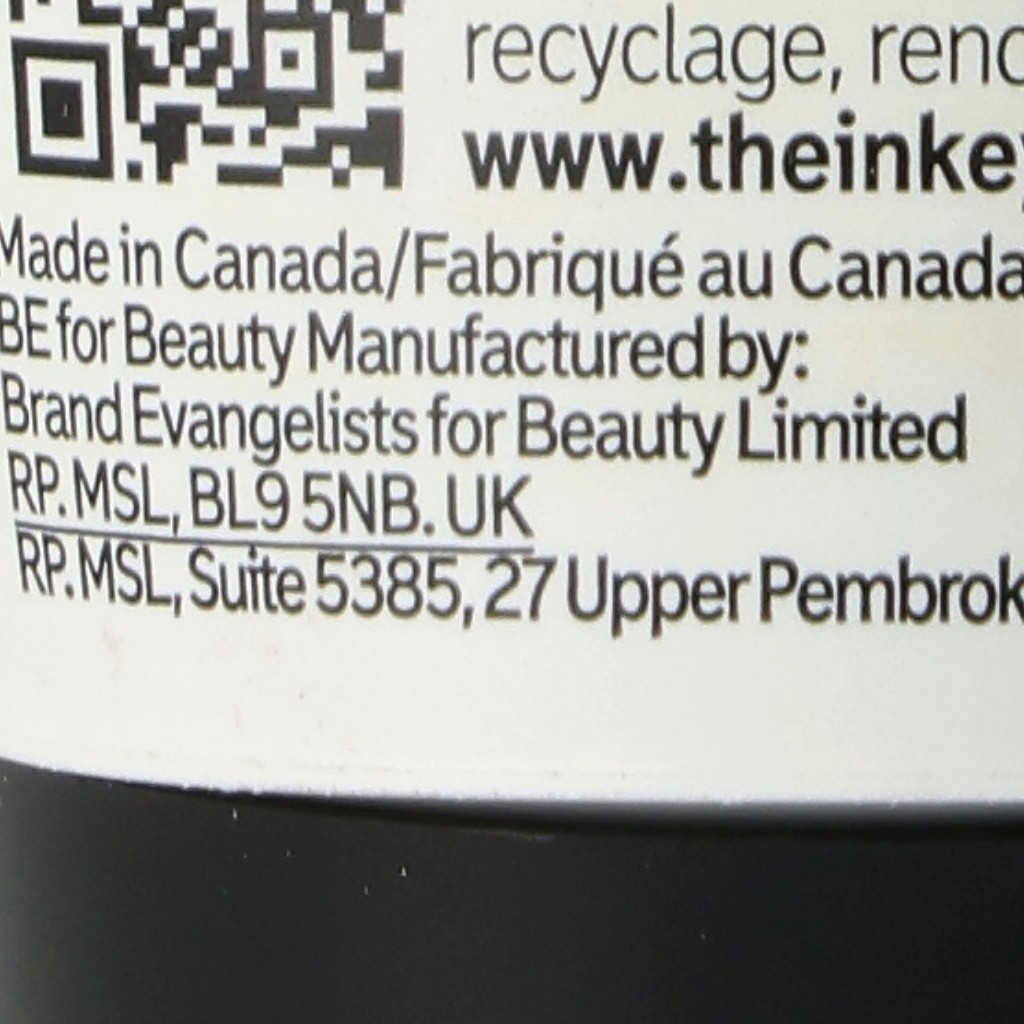 recyclage, renc
www.theinkey
Made in Canada/Fabriqué au Canada
BE for Beauty Manufactured by:
Brand Evangelists for Beauty Limited
RP. MSL, BL9 5NB. UK
RP. MSL, Suite 5385, 27 Upper Pembrok